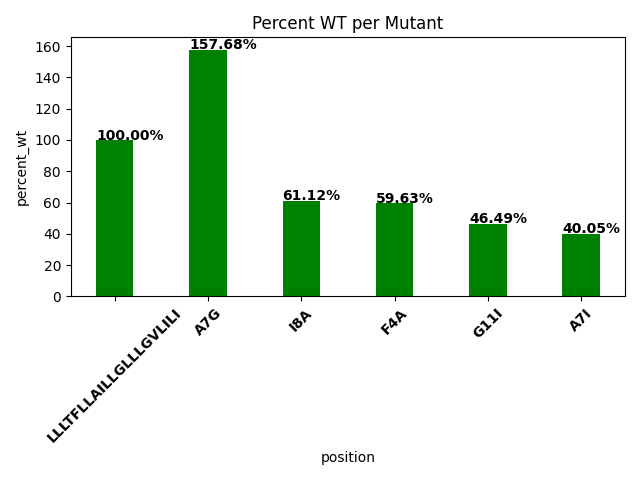 Percent WT per Mutant
percent_wt
160
140
120
100
80
60
40
20
0
100.00%
157.68%
61.12%
59.63%
46.49%
40.05%
LLLTFLLAILLGLLLGVLILI
A7G
I8A
F4A
G11I
A7I
position